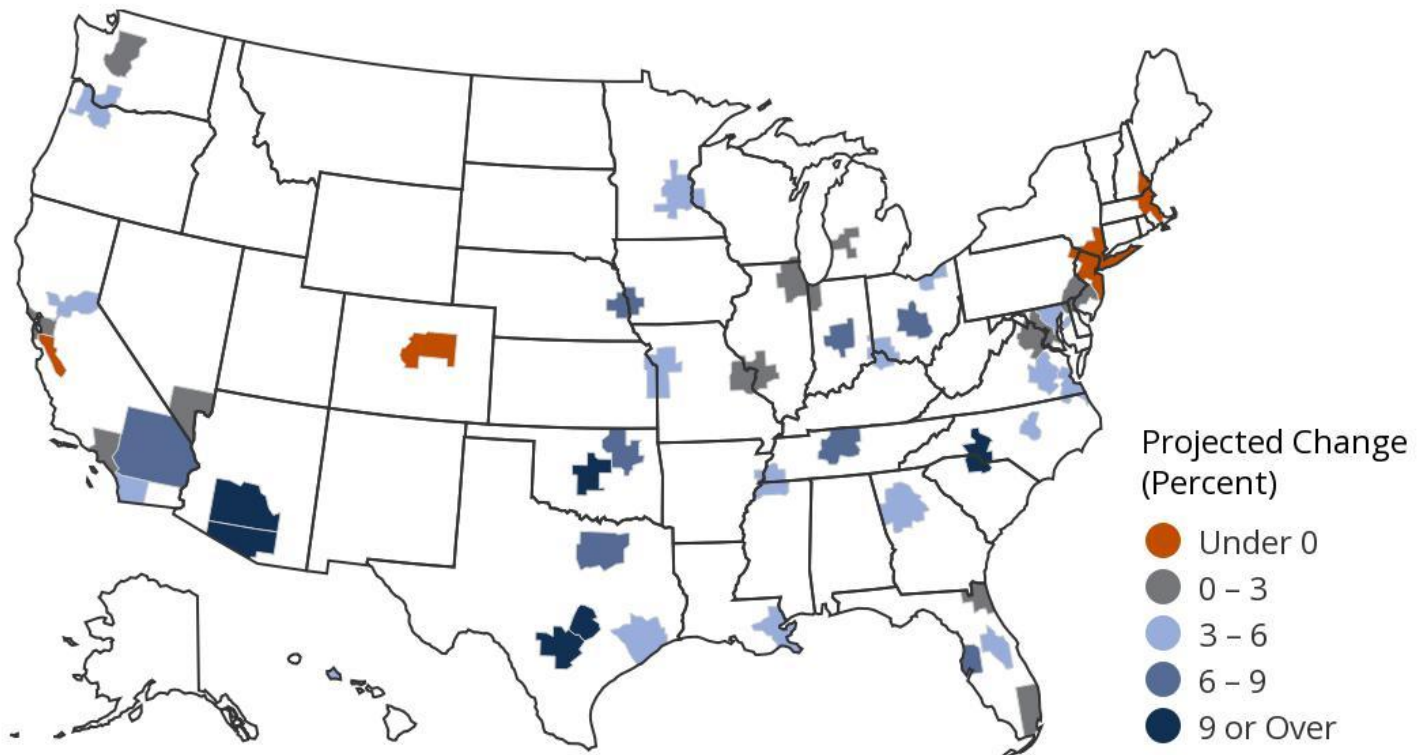 Projected Change
(Percent)
Under 0
0 – 3
3 – 6
6 – 9
9 or Over